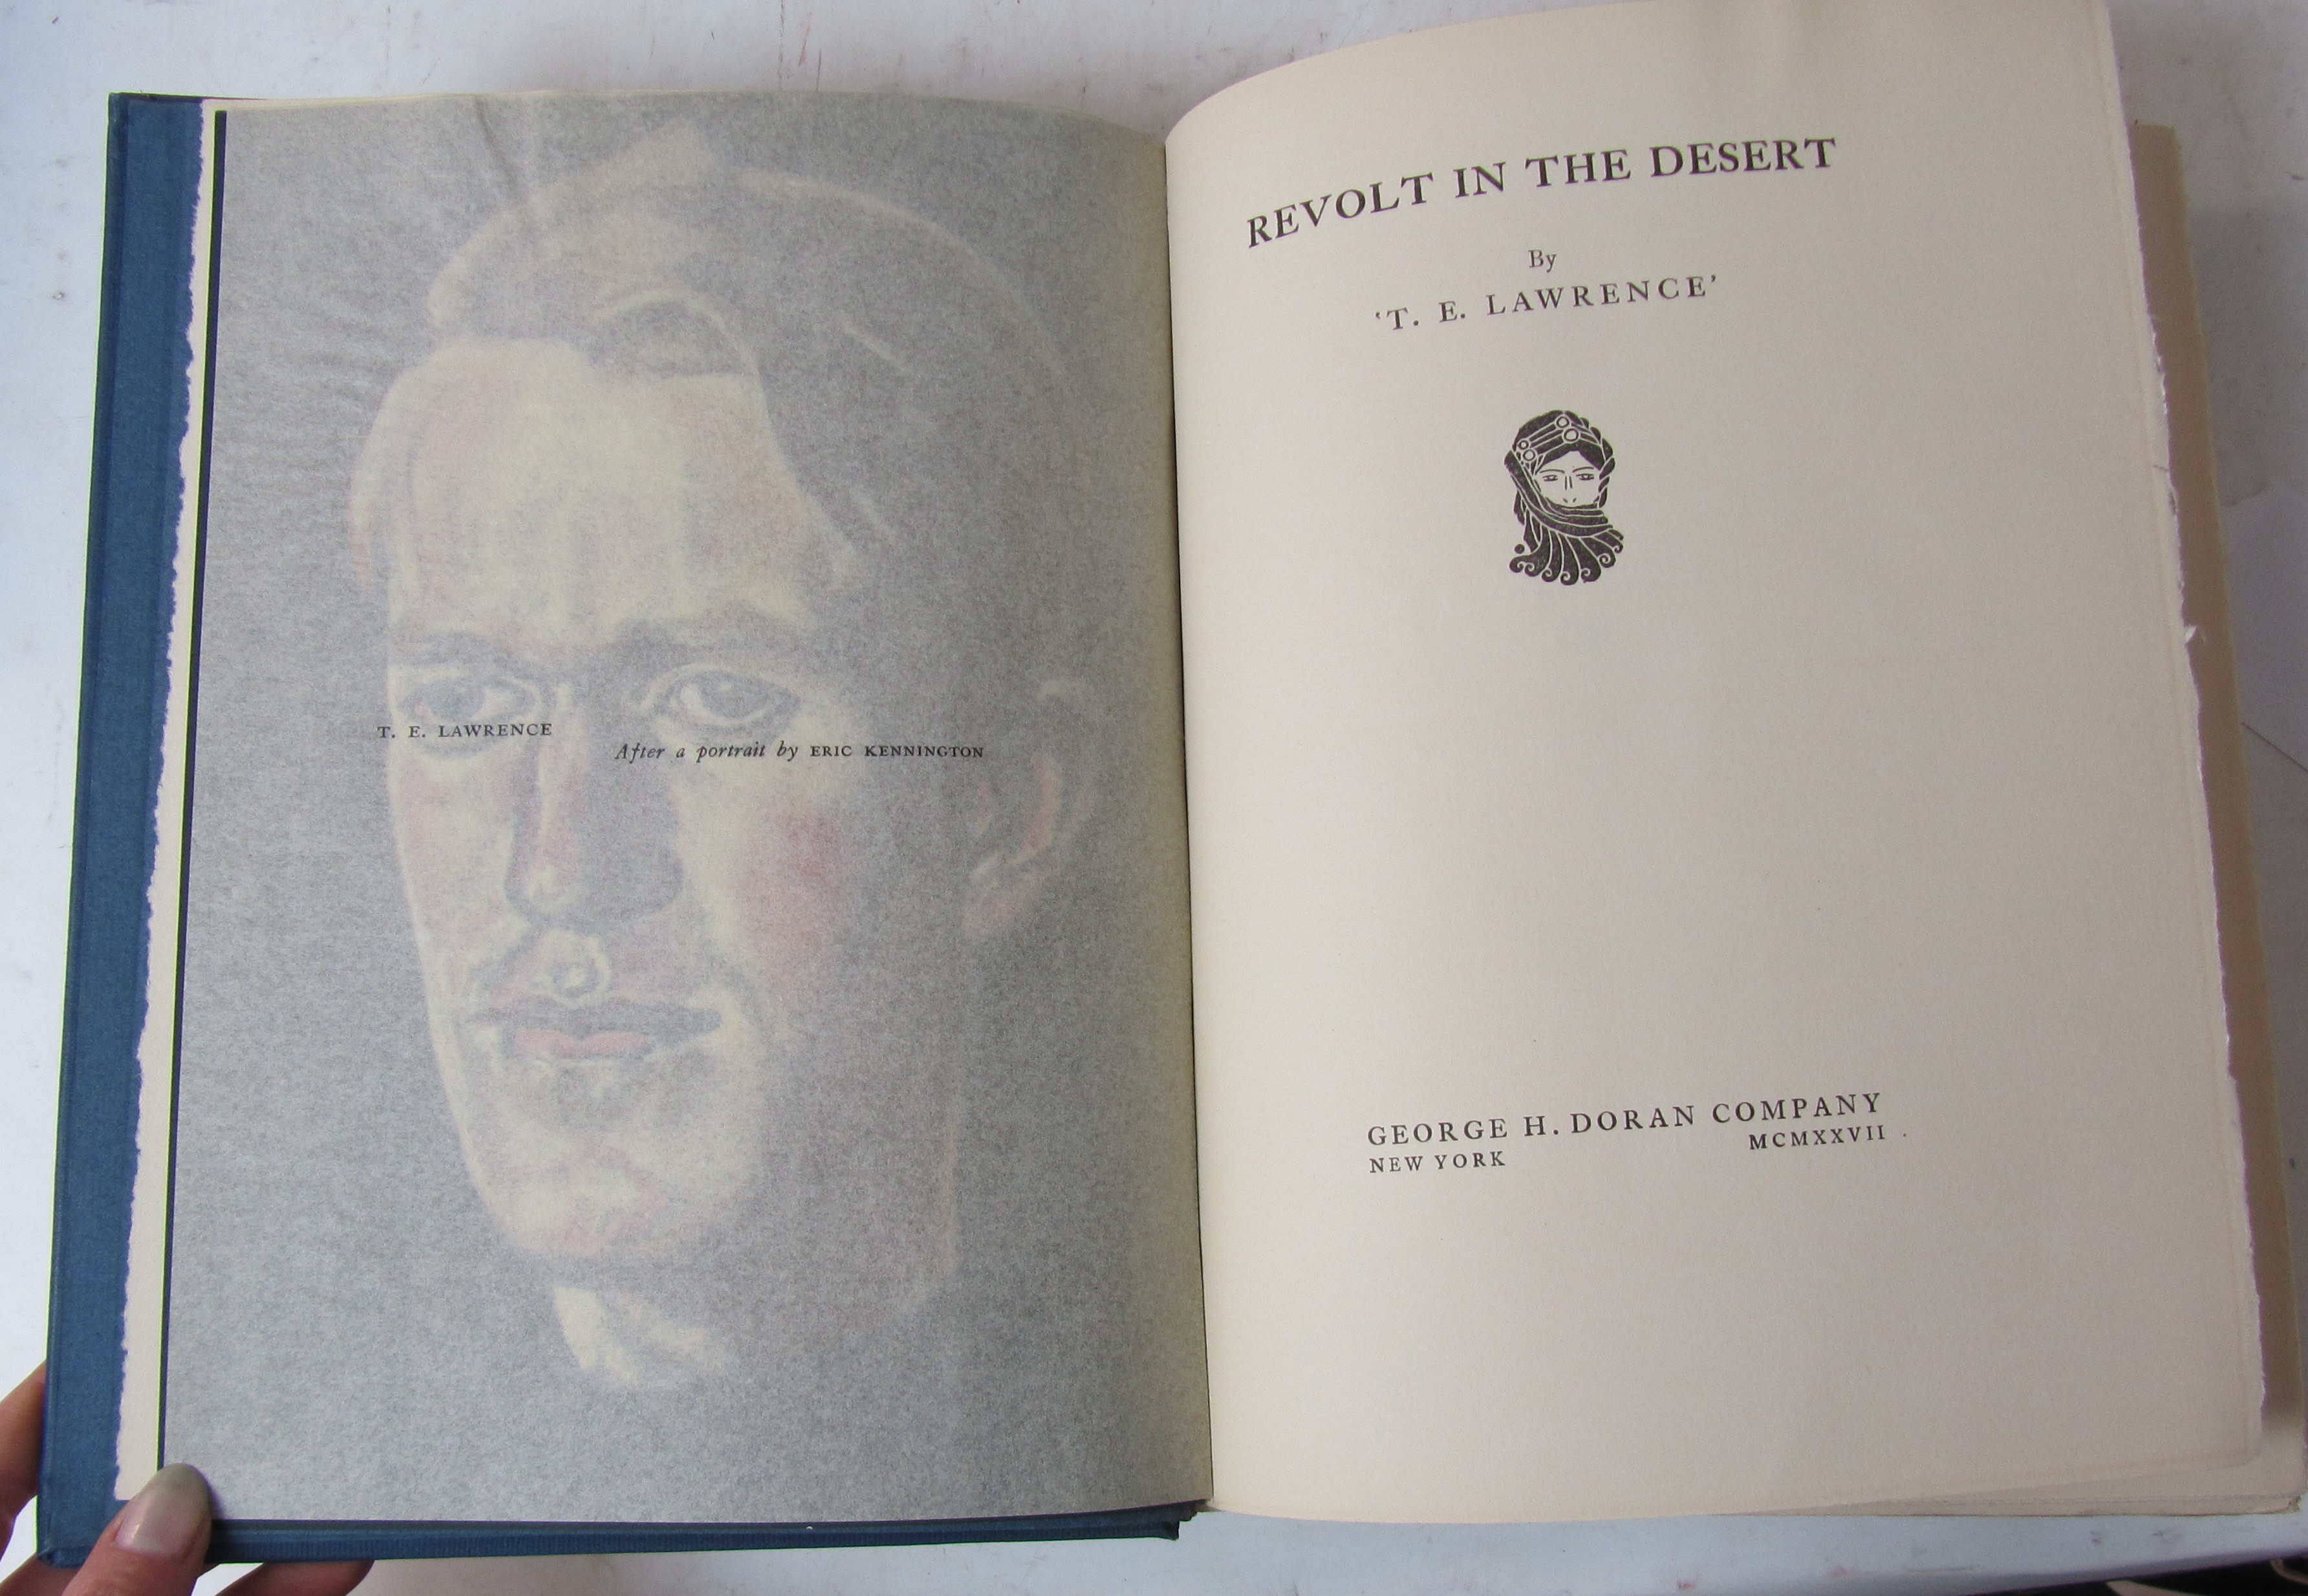 T. E. LAWRENCE
After a portrait by ERIC KENNINGTON
REVOLT IN THE DESERT
By
‘T. E. LAWRENCE’
GEORGE H. DORAN COMPANY
NEW YORK MCMXXVII